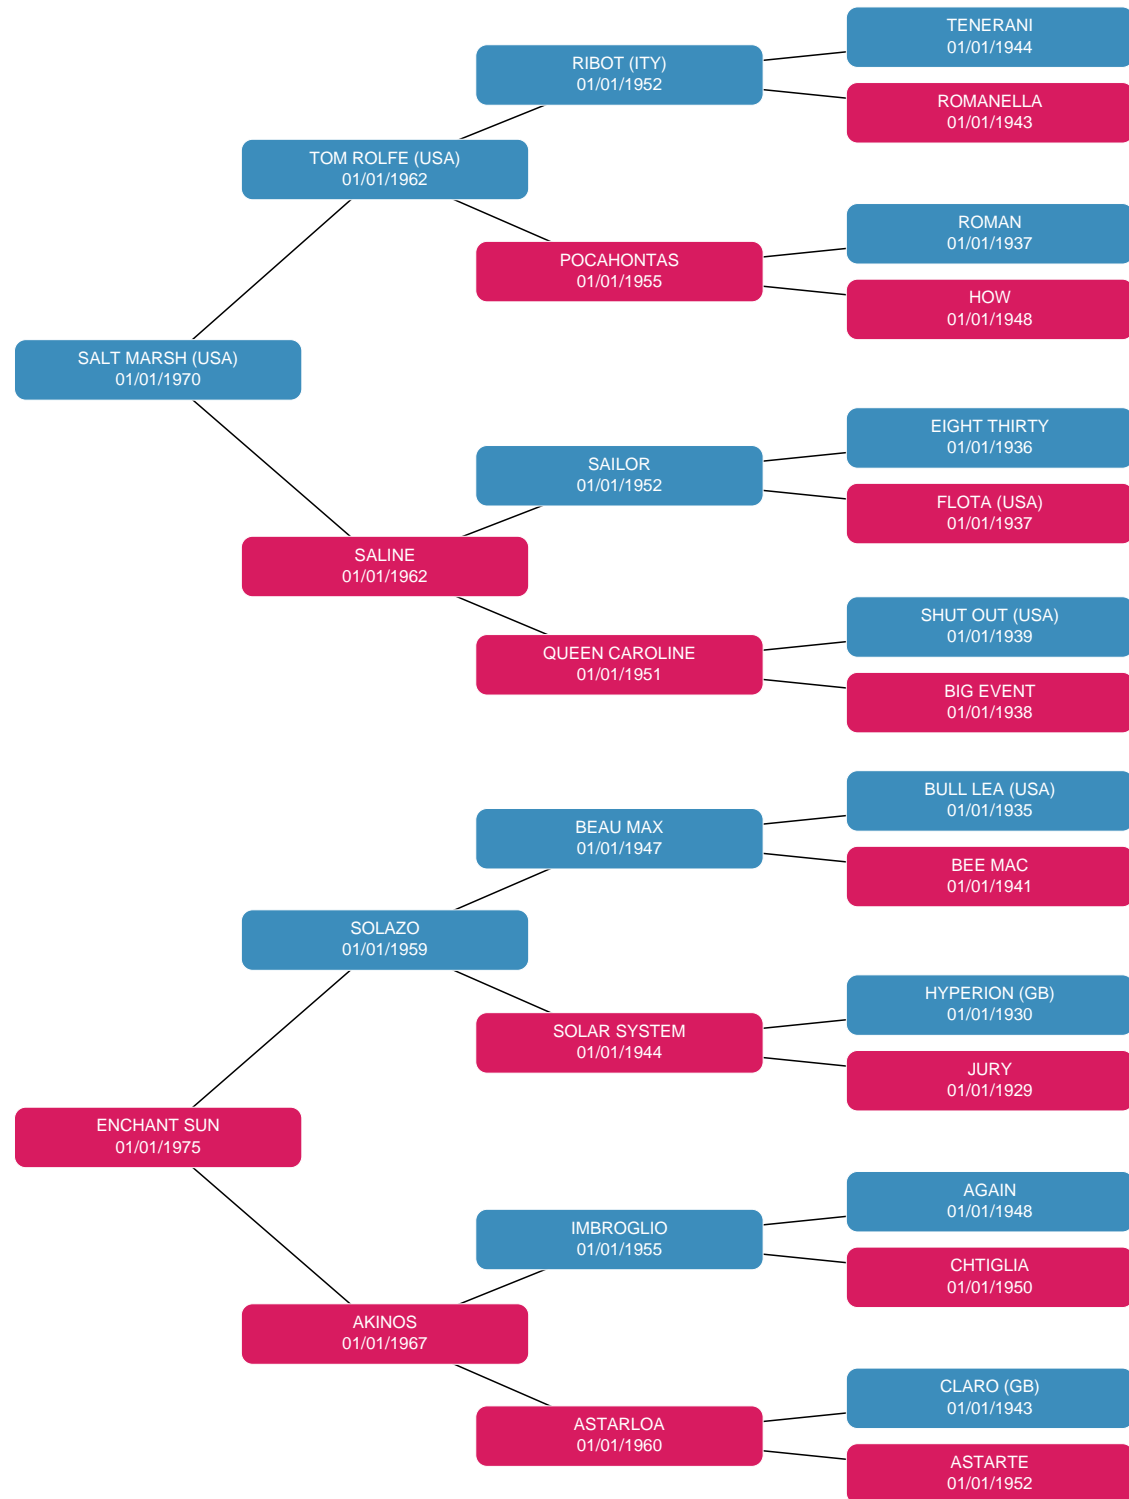 TENERANI
01/01/1944
RIBOT (ITY)
01/01/1952
ROMANELLA
01/01/1943
TOM ROLFE (USA)
01/01/1962
ROMAN
01/01/1937
POCAHONTAS
01/01/1955
HOW
01/01/1948
SALT MARSH (USA)
01/01/1970
EIGHT THIRTY
01/01/1936
SAILOR
01/01/1952
FLOTA (USA)
01/01/1937
SALINE
01/01/1962
SHUT OUT (USA)
01/01/1939
QUEEN CAROLINE
01/01/1951
BIG EVENT
01/01/1938
BULL LEA (USA)
01/01/1935
BEAU MAX
01/01/1947
BEE MAC
01/01/1941
SOLAZO
01/01/1959
HYPERION (GB)
01/01/1930
SOLAR SYSTEM
01/01/1944
JURY
01/01/1929
ENCHANT SUN
01/01/1975
AGAIN
01/01/1948
IMBROGLIO
01/01/1955
CHTIGLIA
01/01/1950
AKINOS
01/01/1967
CLARO (GB)
01/01/1943
ASTARLOA
01/01/1960
ASTARTE
01/01/1952